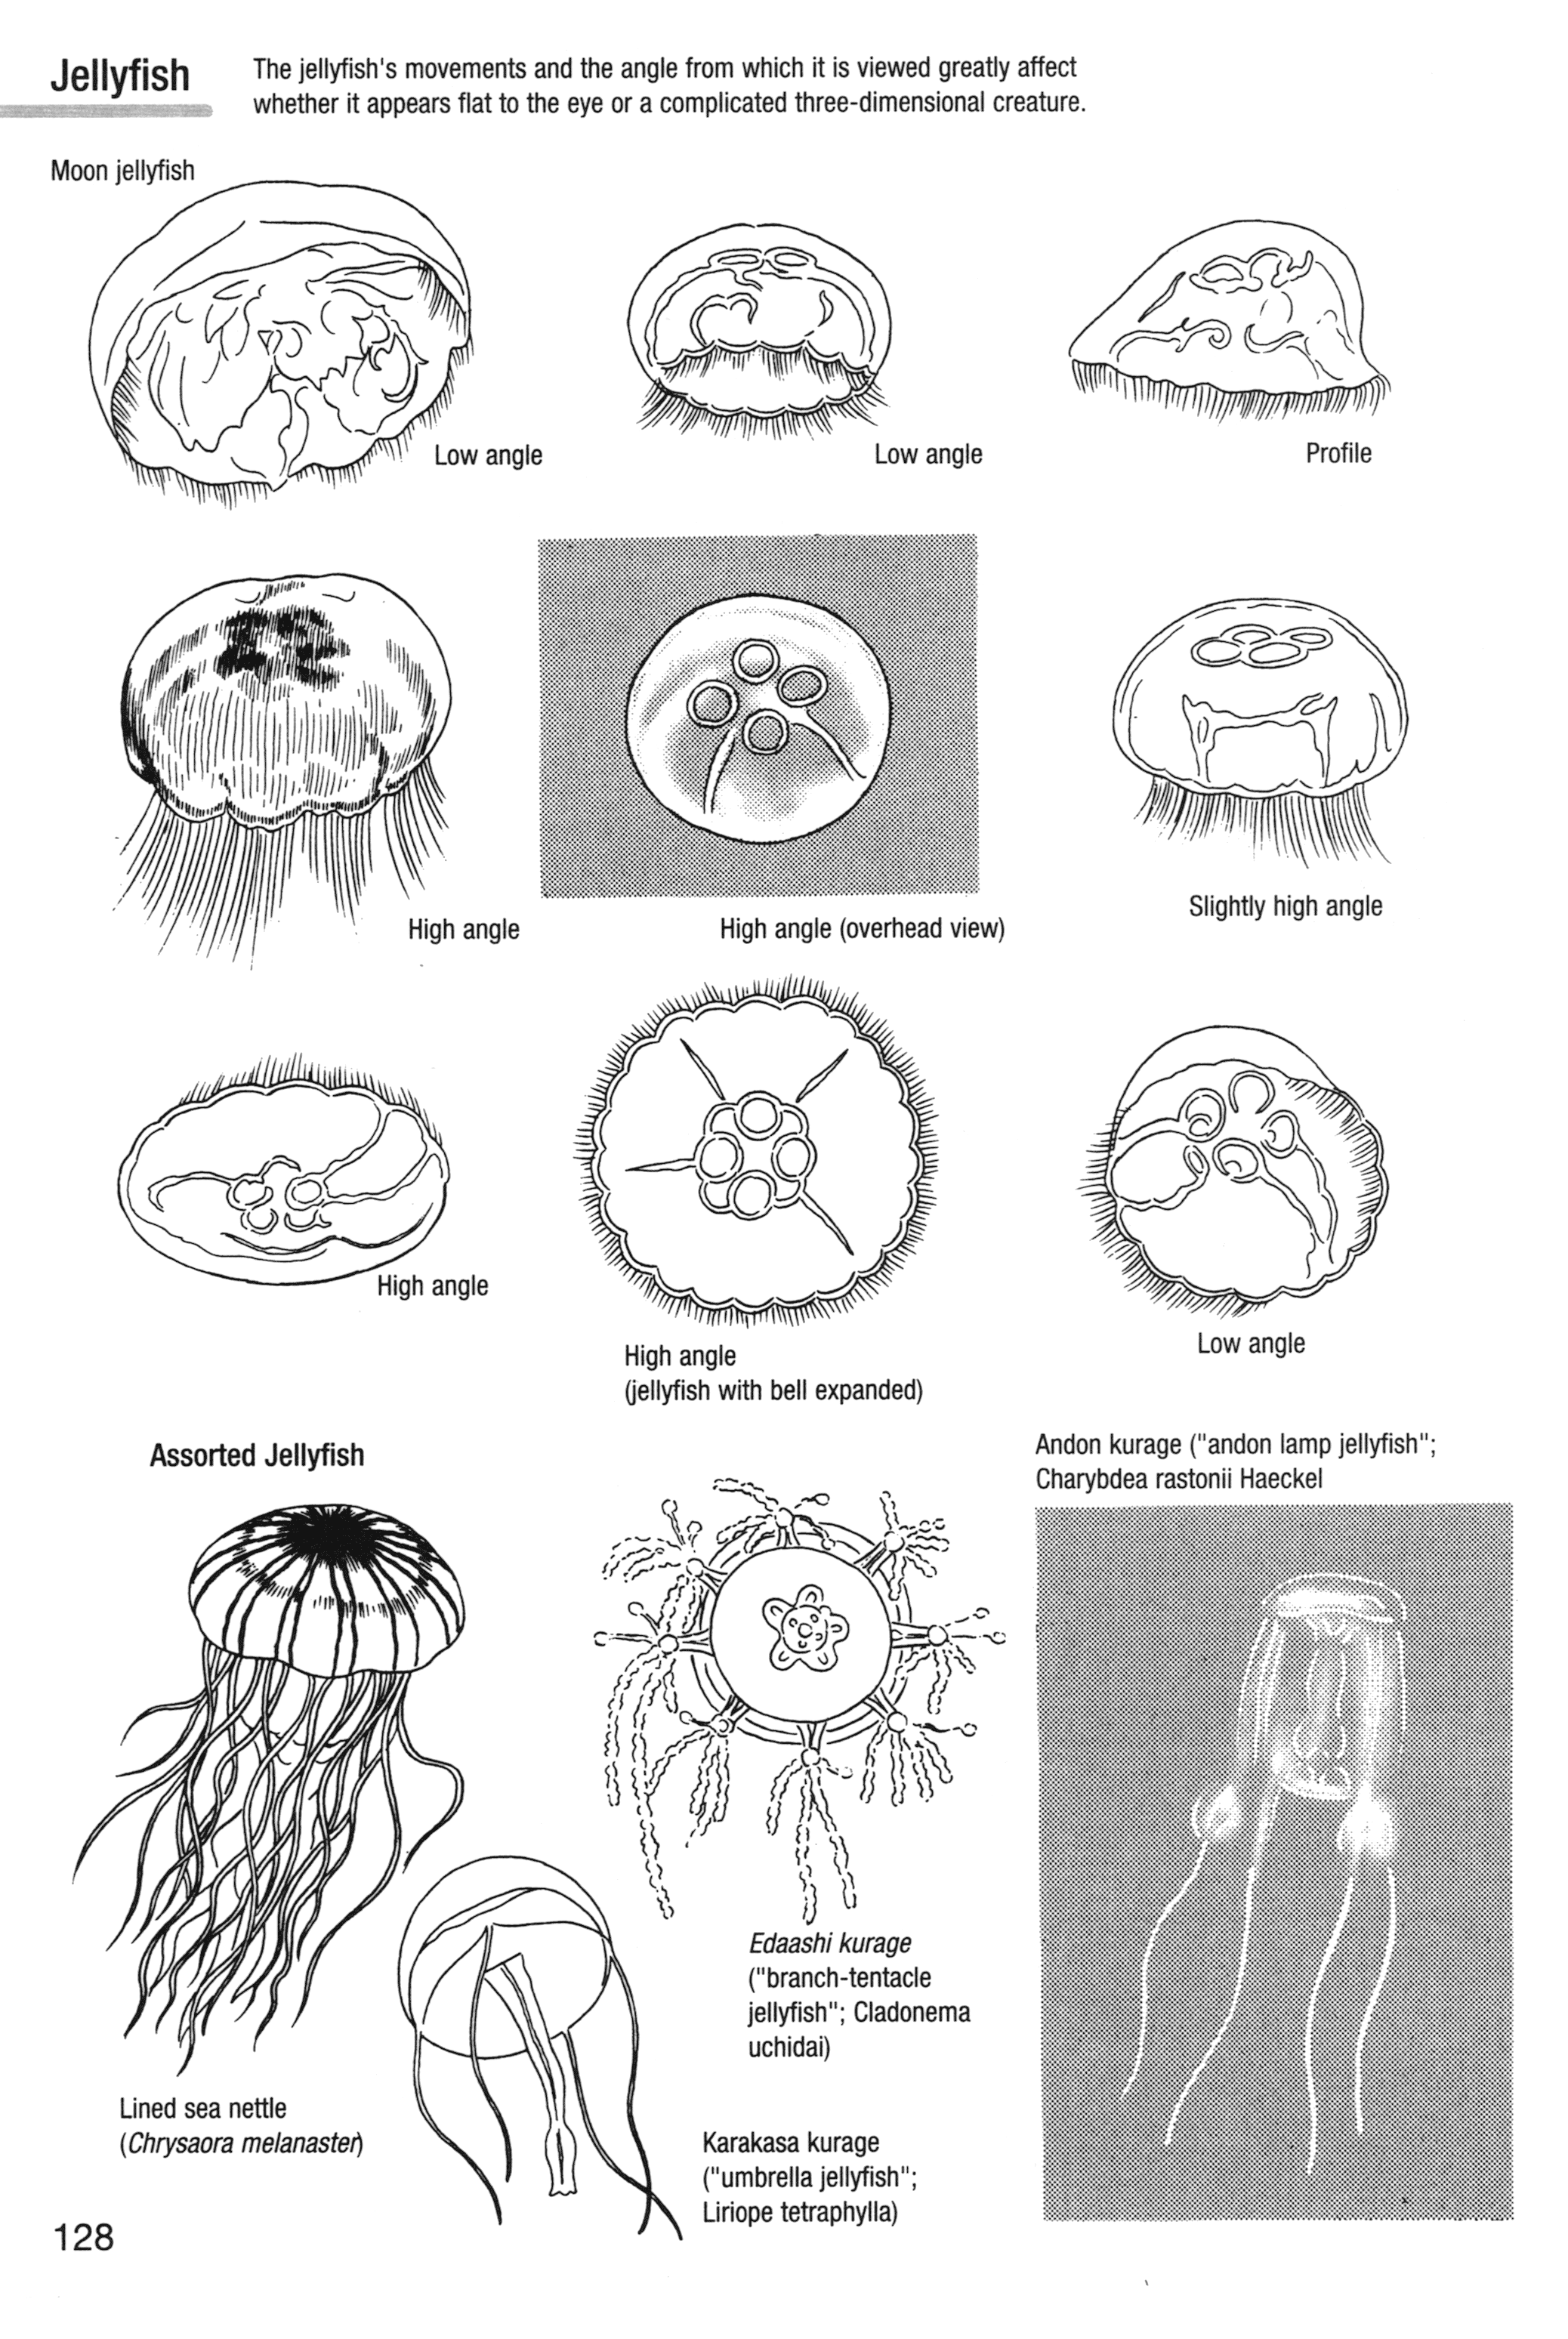 Jellyfish
The jellyfish's movements and the angle from which it is viewed greatly affect
whether it appears flat to the eye or a complicated three-dimensional creature.
Moon jellyfish
Low angle
Low angle
Profile
High angle
High angle (overhead view)
Slightly high angle
High angle
High angle
(jellyfish with bell expanded)
Low angle
Assorted Jellyfish
Andon kurage ("andon lamp jellyfish";
Charybdea rastonii Haeckel
Edaashi kurage
("branch-tentacle
jellyfish"; Cladonema
uchidai)
Lined sea nettle
(Chrysaora melanaster)
Karakasa kurage
("umbrella jellyfish";
Liriope tetraphylla)
128